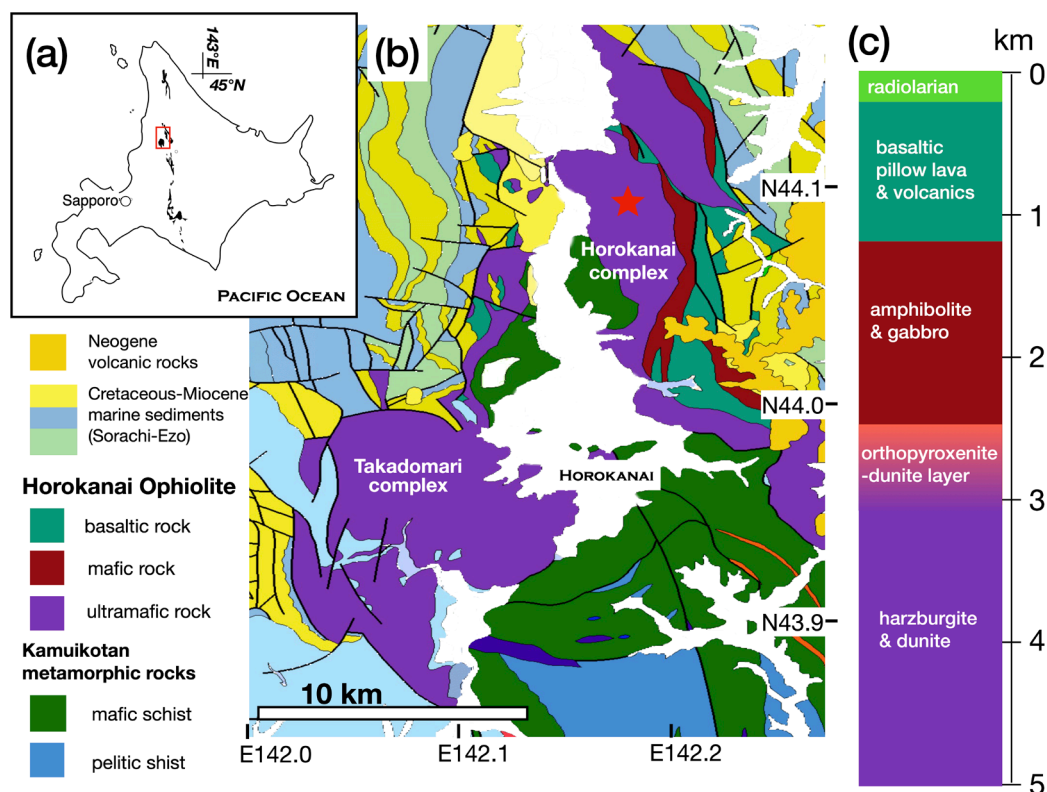 (a)
143°E
45°N
Sapporo
PACIFIC OCEAN
Neogene
volcanic rocks
Cretaceous-Miocene
marine sediments
(Sorachi-Ezo)
Horokanai Ophiolite
basaltic rock
mafic rock
ultramafic rock
Kamuikotan
metamorphic rocks
mafic schist
pelitic shist
(b)
N44.1
Horokanai
complex
N44.0
Takadomari
complex
HOROKANAI
N43.9
10 km
E142.0
E142.1
E142.2
(c)
km
0
radiolarian
basaltic
pillow lava
& volcanics
1
amphibolite
& gabbro
2
orthopyroxenite
-dunite layer
3
harzburgite
& dunite
4
5